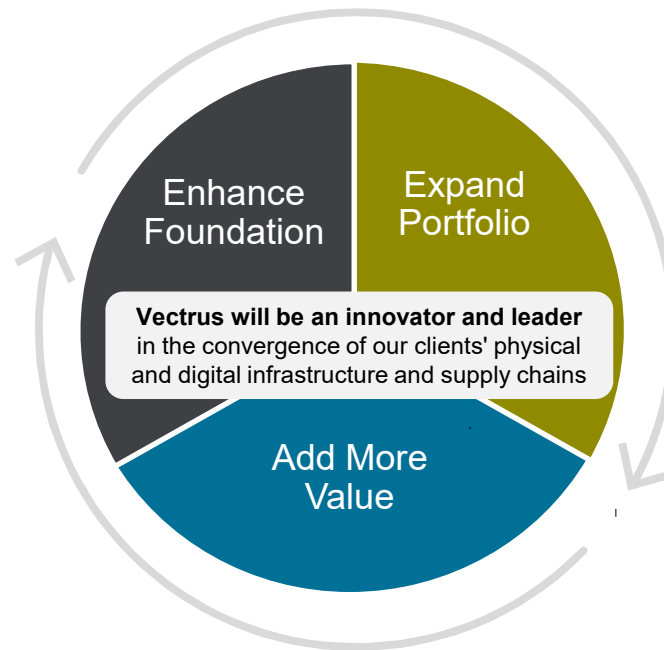 Enhance
Foundation
Expand
Portfolio
Vectrus will be an innovator and leader
in the convergence of our clients' physical
and digital infrastructure and supply chains
Add More
Value